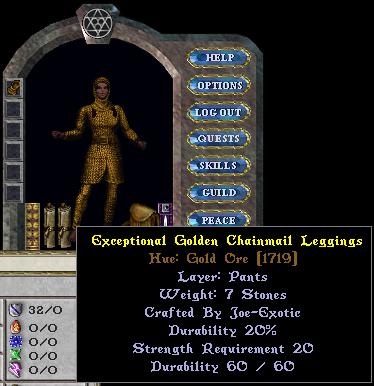 HELP
OPTIONS
LOG OUT
QUESTS
SKILLS
GUILD
PEACE
Exceptional Golden Chainmail Leggings
Hue: Gold Ore [1719]
Layer: Pants
Weight: 7 Stones
Crafted By Joe-Exotic
Durability 20%
Strength Requirement 20
Durability 60 / 60
32/0
0/0
0/0
0/0
0/0